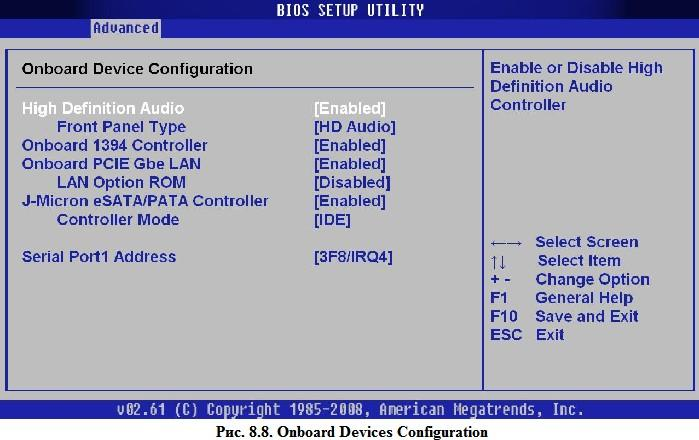 BIOS SETUP UTILITY
Advanced
Onboard Device Configuration
High Definition Audio [Enabled]
Front Panel Type [HD Audio]
Onboard 1394 Controller [Enabled]
Onboard PCIE Gbe LAN [Enabled]
LAN Option ROM [Disabled]
J-Micron eSATA/PATA Controller [Enabled]
Controller Mode [IDE]
Serial Port1 Address [3F8/IRQ4]
Enable or Disable High
Definition Audio
Controller
←→ Select Screen
↑↓ Select Item
+ - Change Option
F1 General Help
F10 Save and Exit
ESC Exit
v02.61 (C) Copyright 1985-2008, American Megatrends, Inc.
Рис. 8.8. Onboard Devices Configuration